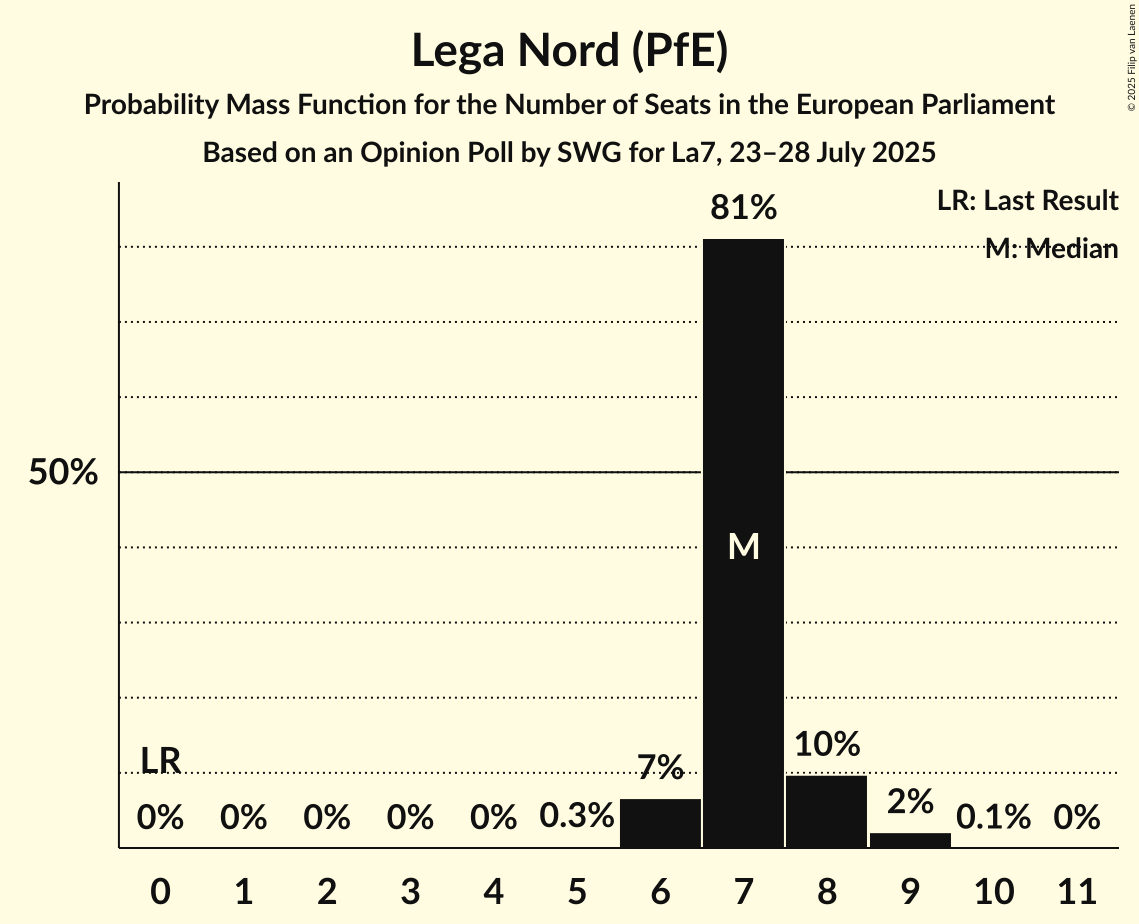 Lega Nord (PfE)
Probability Mass Function for the Number of Seats in the European Parliament
Based on an Opinion Poll by SWG for La7, 23–28 July 2025
© 2025 Filip van Laenen
LR: Last Result
M: Median
81%
50%
M
LR
0%
0%
0%
0%
0%
0.3%
7%
10%
2%
0.1%
0%
0 1 2 3 4 5 6 7 8 9 10 11